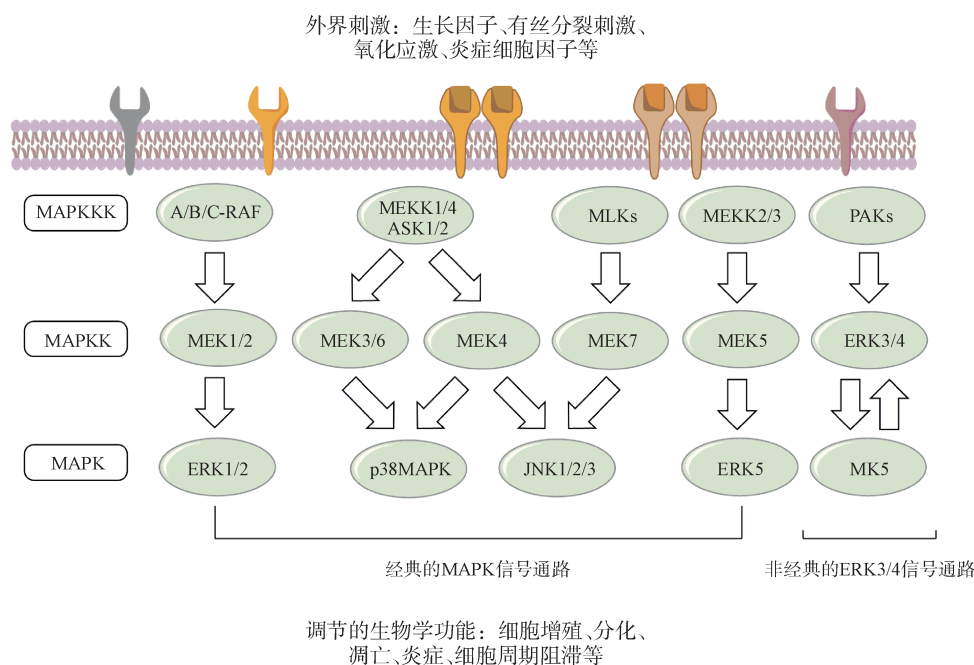 外界刺激：生长因子、有丝分裂刺激、
氧化应激、炎症细胞因子等
MAPKKK
A/B/C-RAF
MEKK1/4
ASK1/2
MLKs
MEKK2/3
PAKs
MAPKK
MEK1/2
MEK3/6
MEK4
MEK7
MEK5
ERK3/4
MAPK
ERK1/2
p38MAPK
JNK1/2/3
ERK5
MK5
经典的MAPK信号通路
非经典的ERK3/4信号通路
调节的生物学功能：细胞增殖、分化、
凋亡、炎症、细胞周期阻滞等